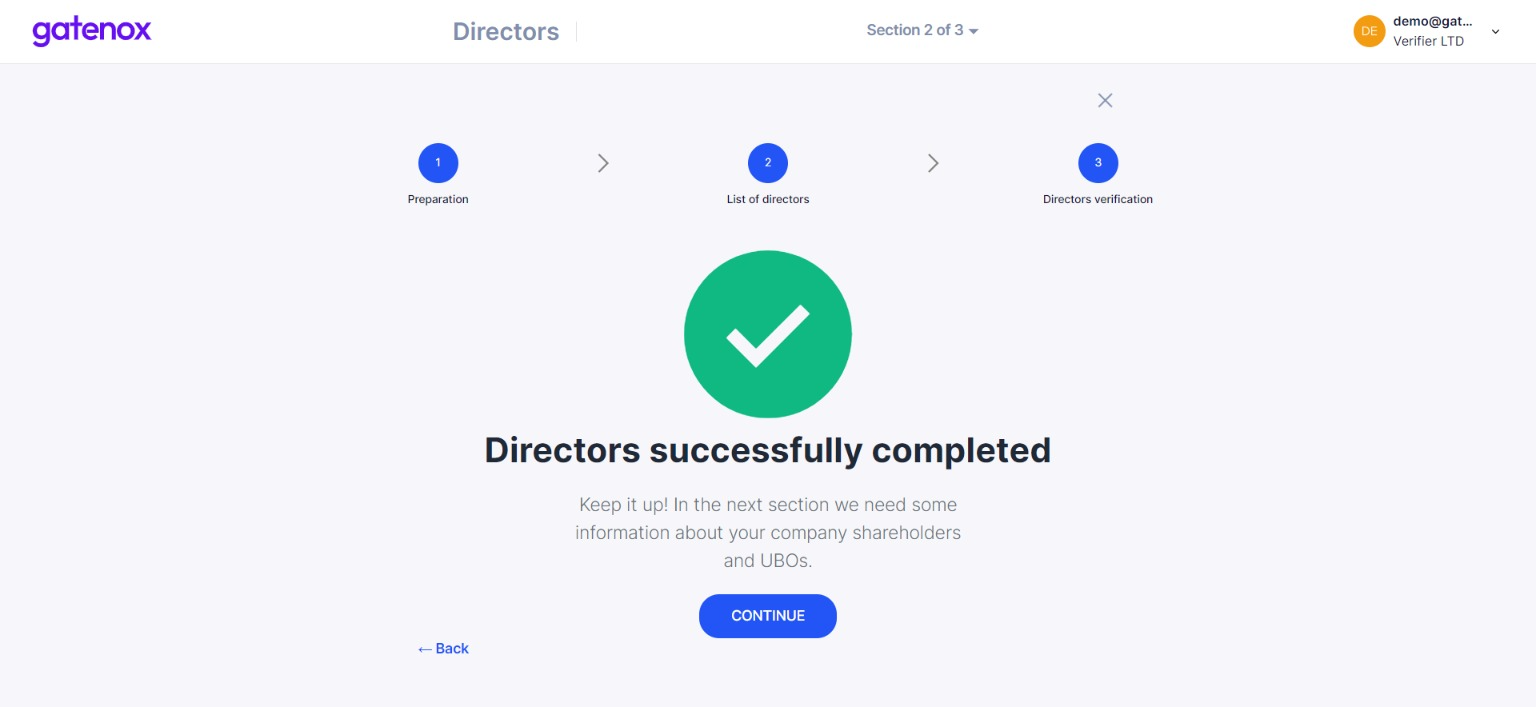 gatenox
Directors
Section 2 of 3
DE
demo@gat...
Verifier LTD
1
2
3
Preparation
List of directors
Directors verification
Directors successfully completed
Keep it up! In the next section we need some
information about your company shareholders
and UBOs.
CONTINUE
← Back